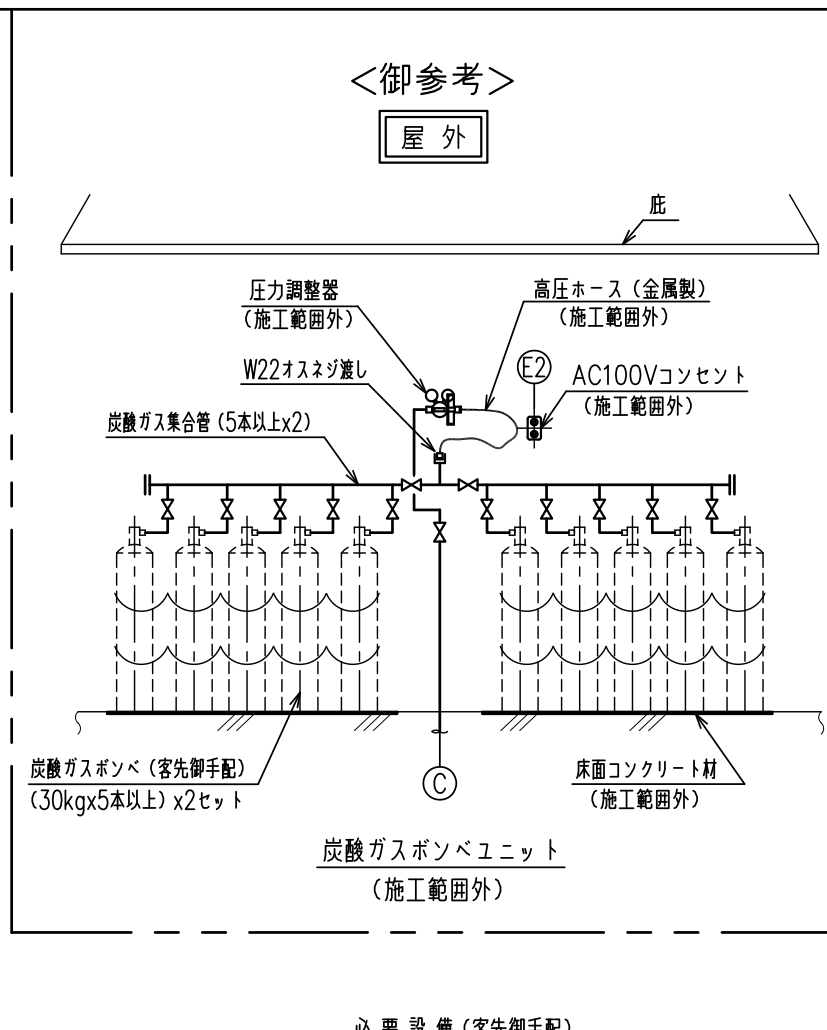 <御参考>
屋外
庇
圧力調整器
(施工範囲外)
高圧ホース(金属製)
(施工範囲外)
W22オスネジ渡し
E2
AC100Vコンセント
(施工範囲外)
炭酸ガス集合管(5本以上x2)
炭酸ガスボンベ(客先御手配)
(30kgx5本以上)x2セット
C
床面コンクリート材
(施工範囲外)
炭酸ガスボンベユニット
(施工範囲外)
必要設備(客先御手配)